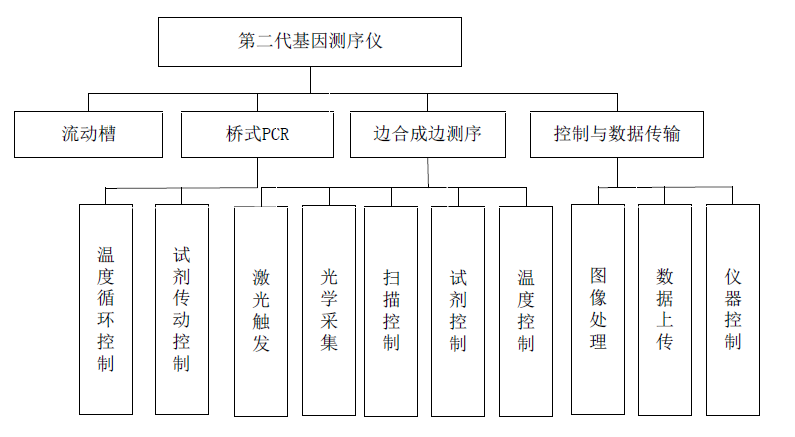 第二代基因测序仪
流动槽
桥式PCR
边合成边测序
控制与数据传输
温度循环控制
试剂传动控制
激光触发
光学采集
扫描控制
试剂控制
温度控制
图像处理
数据上传
仪器控制